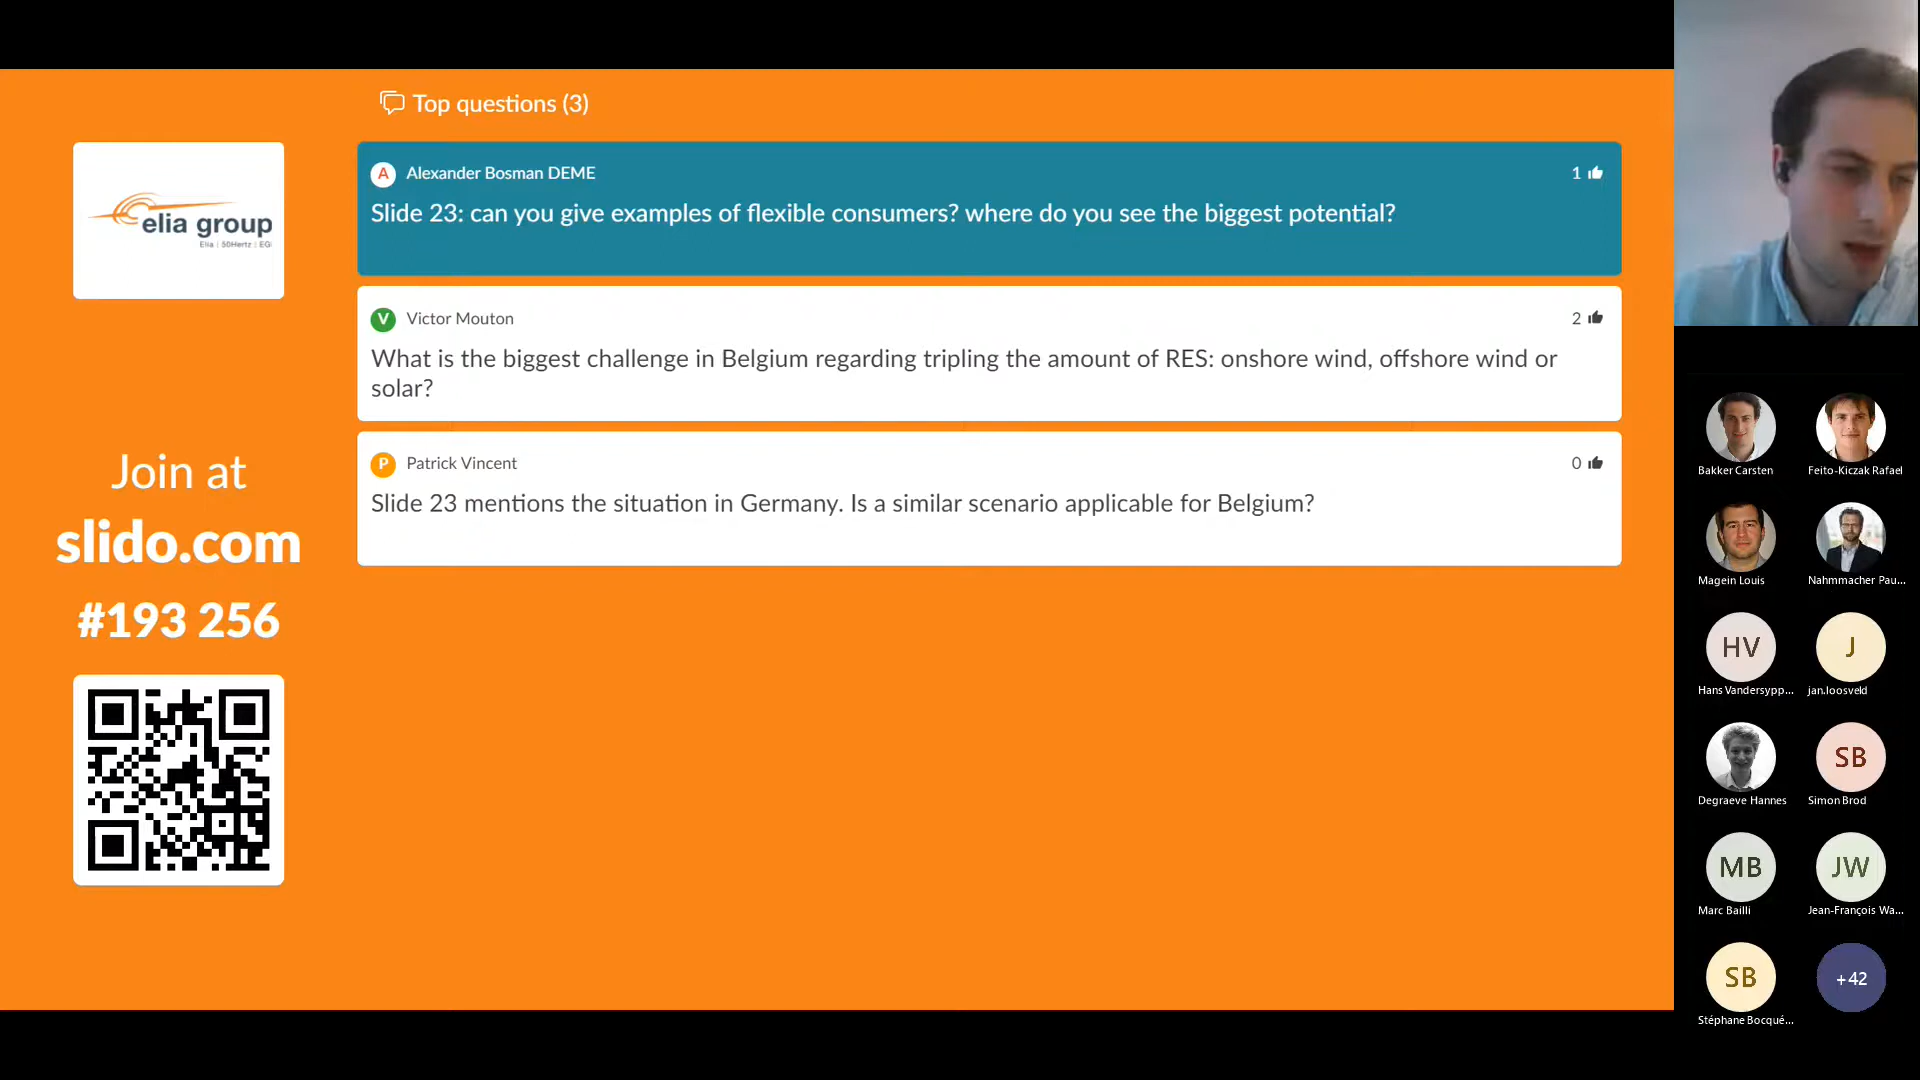 Top questions (3)
A Alexander Bosman DEME 1
Slide 23: can you give examples of flexible consumers? where do you see the biggest potential?
V Victor Mouton 2
What is the biggest challenge in Belgium regarding tripling the amount of RES: onshore wind, offshore wind or
solar?
P Patrick Vincent 0
Slide 23 mentions the situation in Germany. Is a similar scenario applicable for Belgium?
elia group
Elia | 50Hertz | EGI
Join at
slido.com
#193 256
Bakker Carsten
Feito-Kiczak Rafael
Magein Louis
Nahmmacher Pau...
HV
J
Hans Vandersypp...
jan.loosveld
SB
Degraeve Hannes
Simon Brod
MB
JW
Marc Bailli
Jean-François Wa...
SB
+42
Stéphane Bocqué...